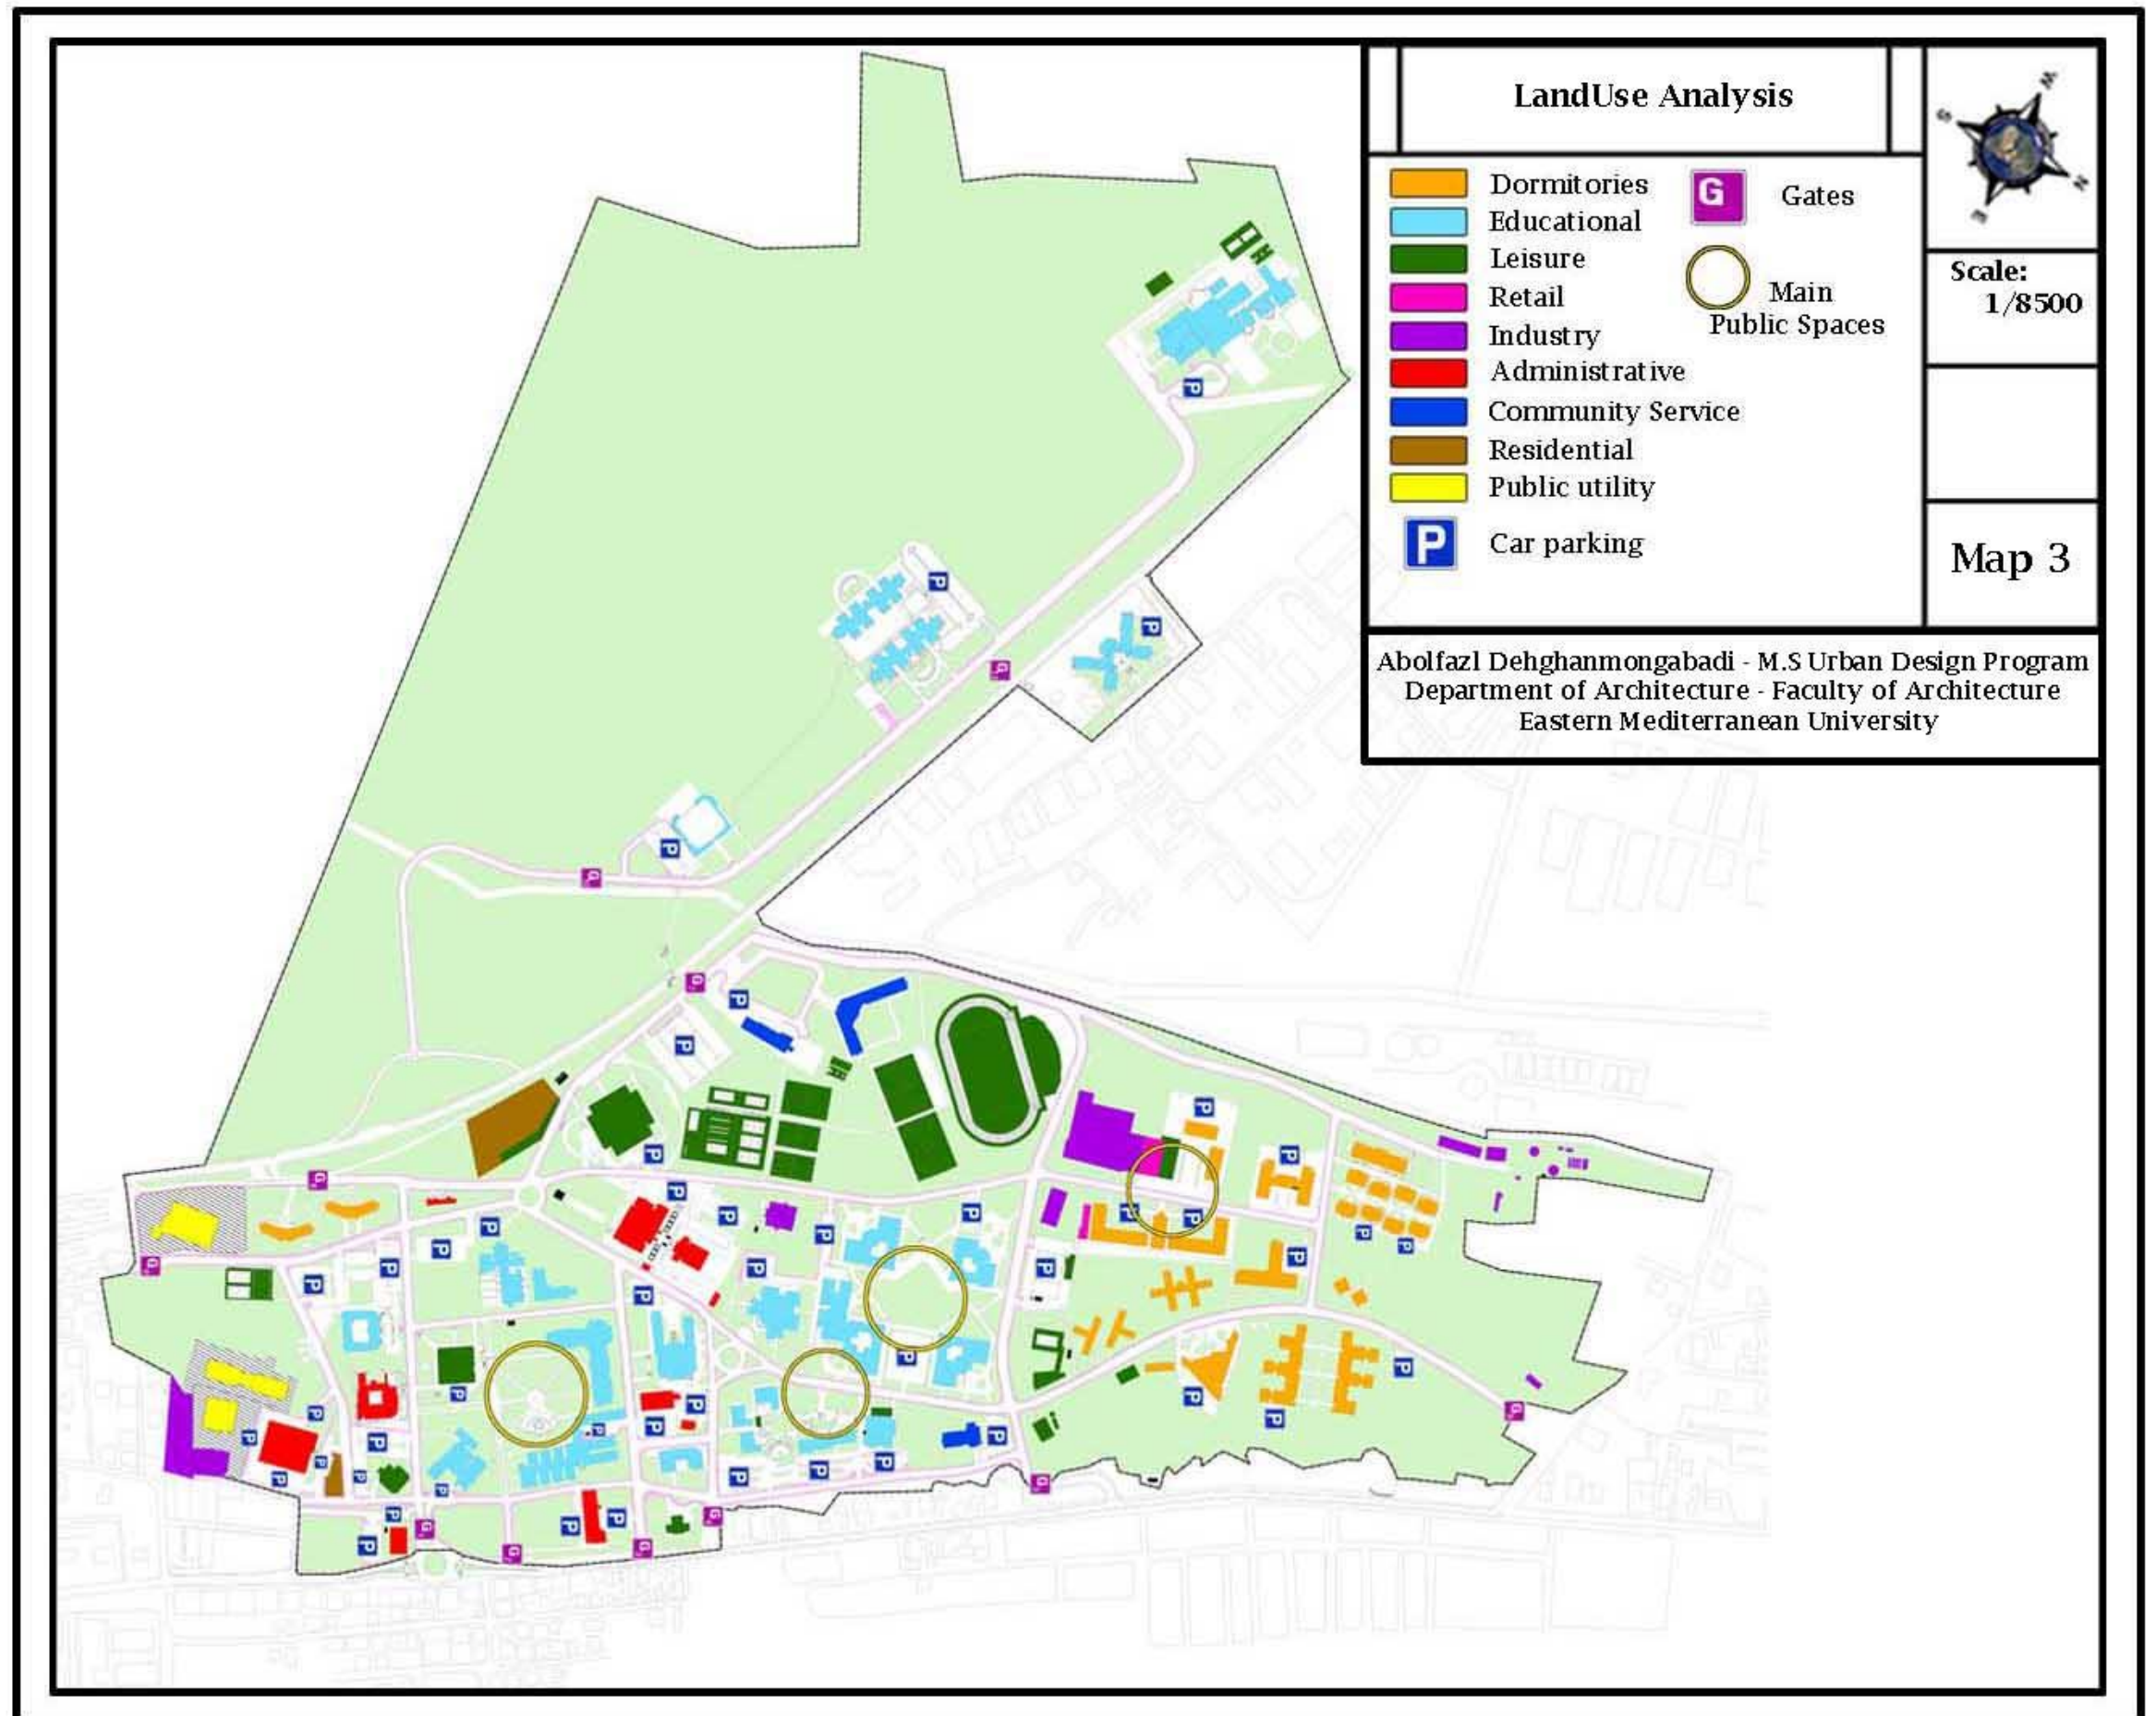 LandUse Analysis
Dormitories
Educational
Leisure
Retail
Industry
Administrative
Community Service
Residential
Public utility
P Car parking
G Gates
Main
Public Spaces
S
W
N
E
Scale:
1/8500
Map 3
Abolfazl Dehghanmongabadi - M.S Urban Design Program
Department of Architecture - Faculty of Architecture
Eastern Mediterranean University